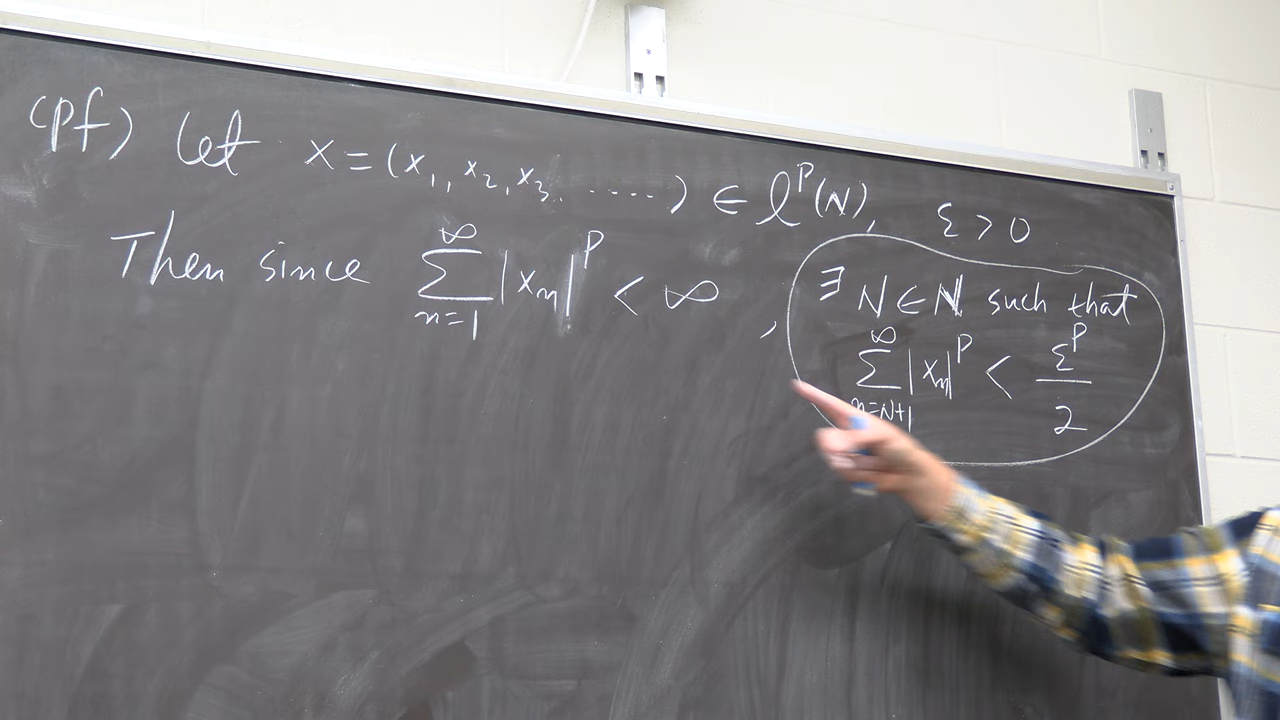 (pf) Let x = (x₁, x₂, x₃, .....) ∈ ℓᵖ(ℕ), ε > 0
Then since ∑_{n=1}^{∞} |xₙ|ᵖ < ∞ ,
∃ N ∈ ℕ such that
∑_{n=N+1}^{∞} |xₙ|ᵖ < εᵖ/2